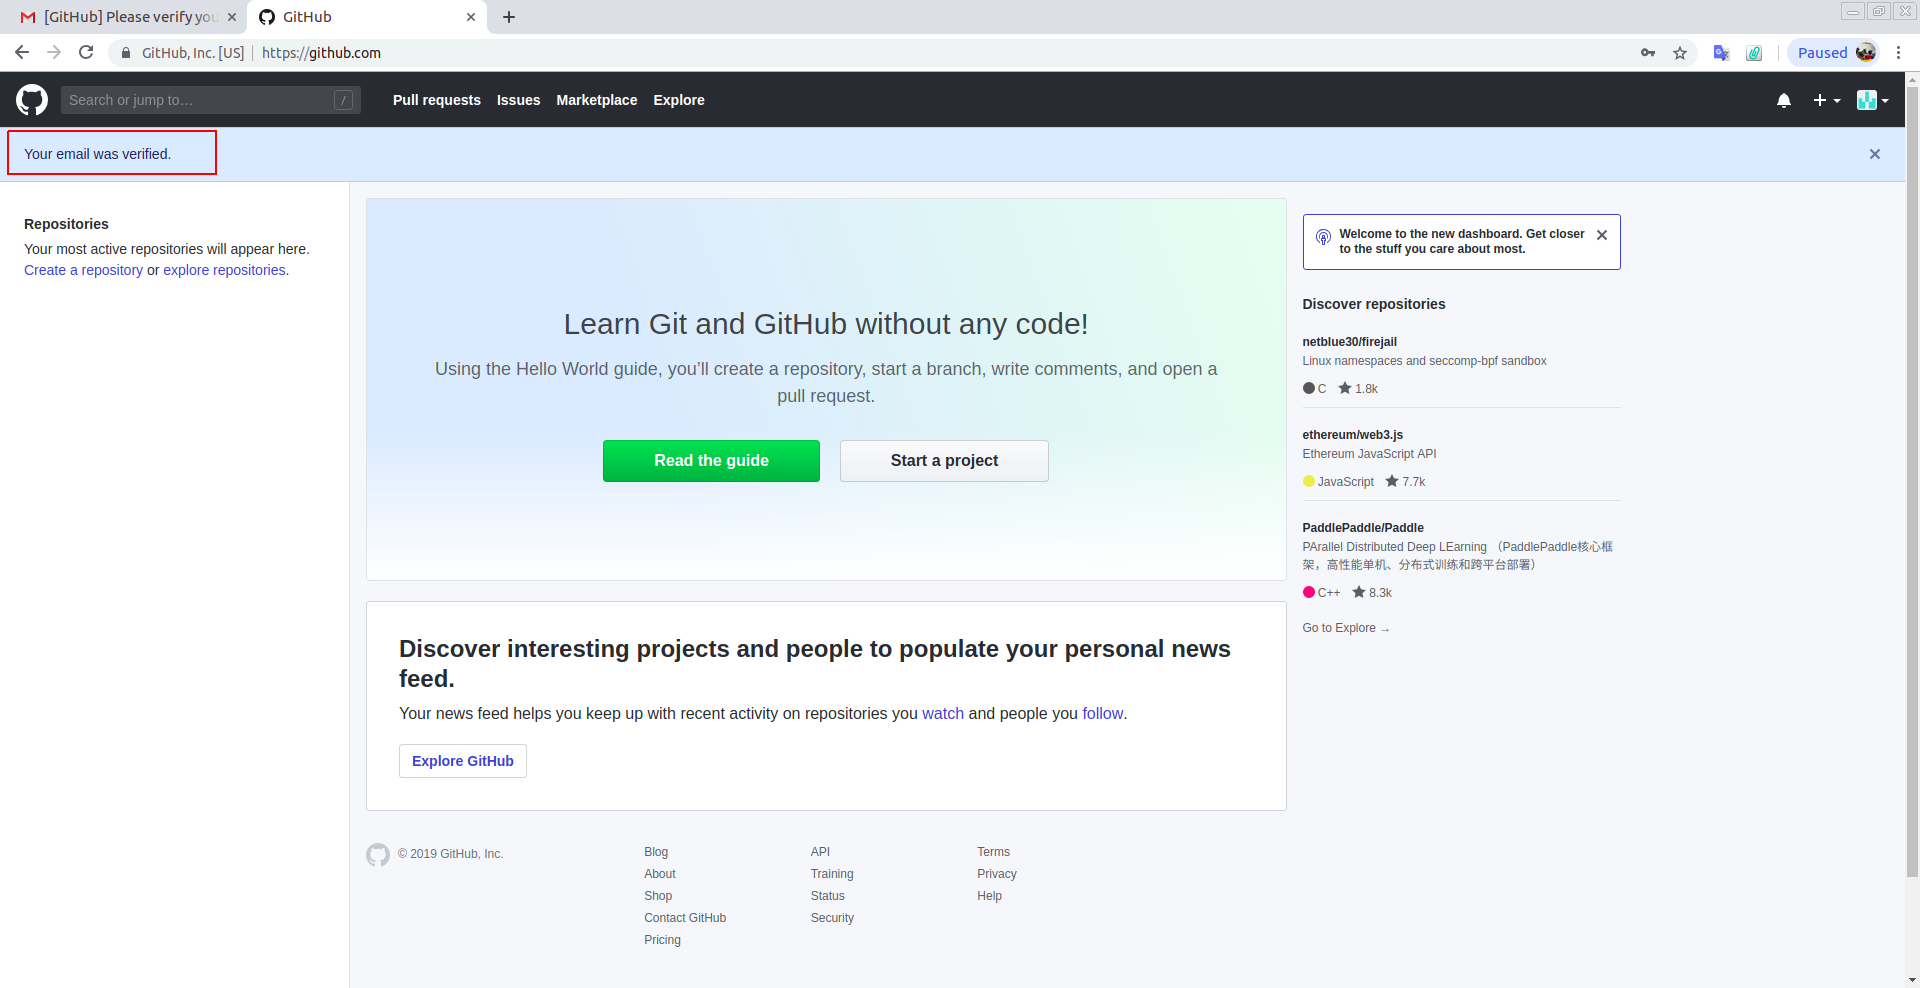 [GitHub] Please verify you
GitHub
GitHub, Inc. [US]
https://github.com
Paused
Search or jump to…
/
Pull requests
Issues
Marketplace
Explore
Your email was verified.
Repositories
Your most active repositories will appear here.
Create a repository or explore repositories.
Learn Git and GitHub without any code!
Using the Hello World guide, you’ll create a repository, start a branch, write comments, and open a
pull request.
Read the guide
Start a project
Discover interesting projects and people to populate your personal news
feed.
Your news feed helps you keep up with recent activity on repositories you watch and people you follow.
Explore GitHub
Welcome to the new dashboard. Get closer
to the stuff you care about most.
Discover repositories
netblue30/firejail
Linux namespaces and seccomp-bpf sandbox
C 1.8k
ethereum/web3.js
Ethereum JavaScript API
JavaScript 7.7k
PaddlePaddle/Paddle
PArallel Distributed Deep LEarning （PaddlePaddle核心框
架，高性能单机、分布式训练和跨平台部署）
C++ 8.3k
Go to Explore →
© 2019 GitHub, Inc.
Blog
About
Shop
Contact GitHub
Pricing
API
Training
Status
Security
Terms
Privacy
Help